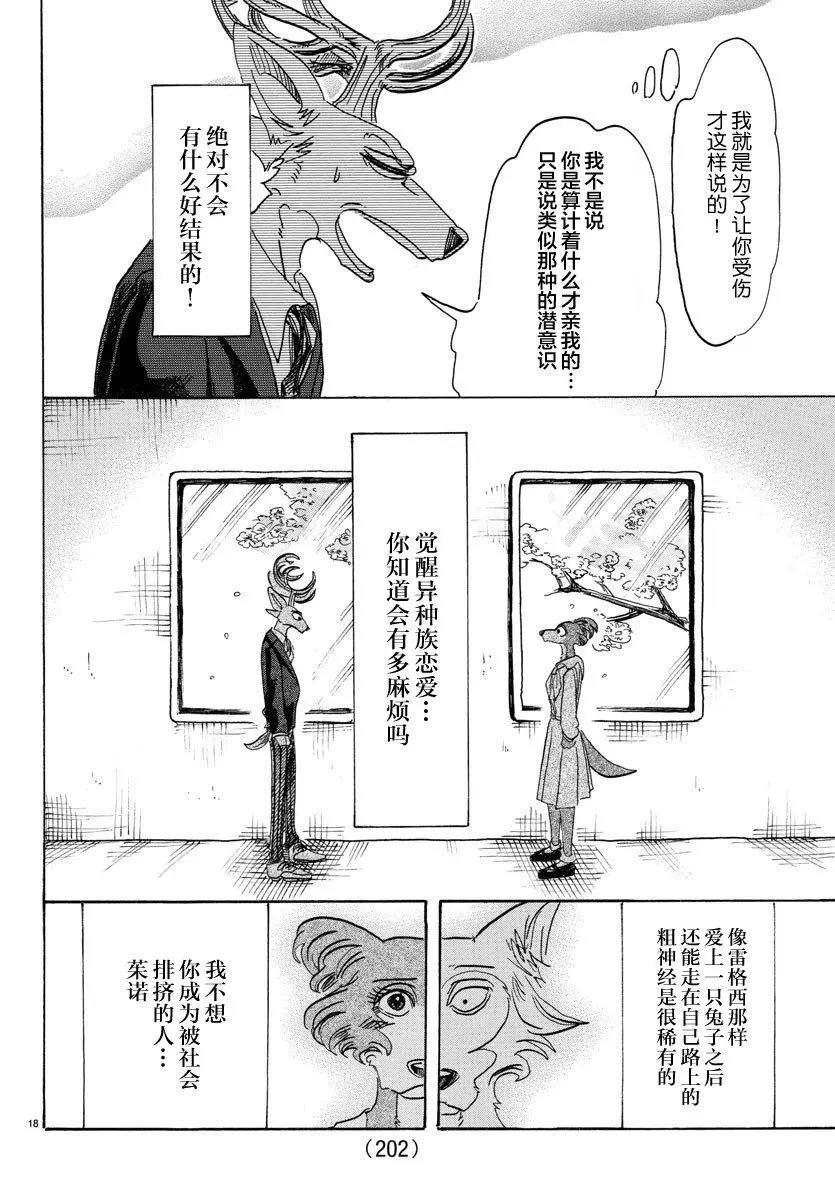 我就是为了让你受伤
才这样说的！
我不是说
你是算计着什么才亲我的…
只是说类似那种的潜意识
绝对不会
有什么好结果的！
觉醒异种族恋爱…
你知道会有多麻烦吗
像雷格西那样
爱上一只兔子之后
还能走在自己路上的
粗神经是很稀有的
我不想
你成为被社会
排挤的人…
茱诺
18
(202)